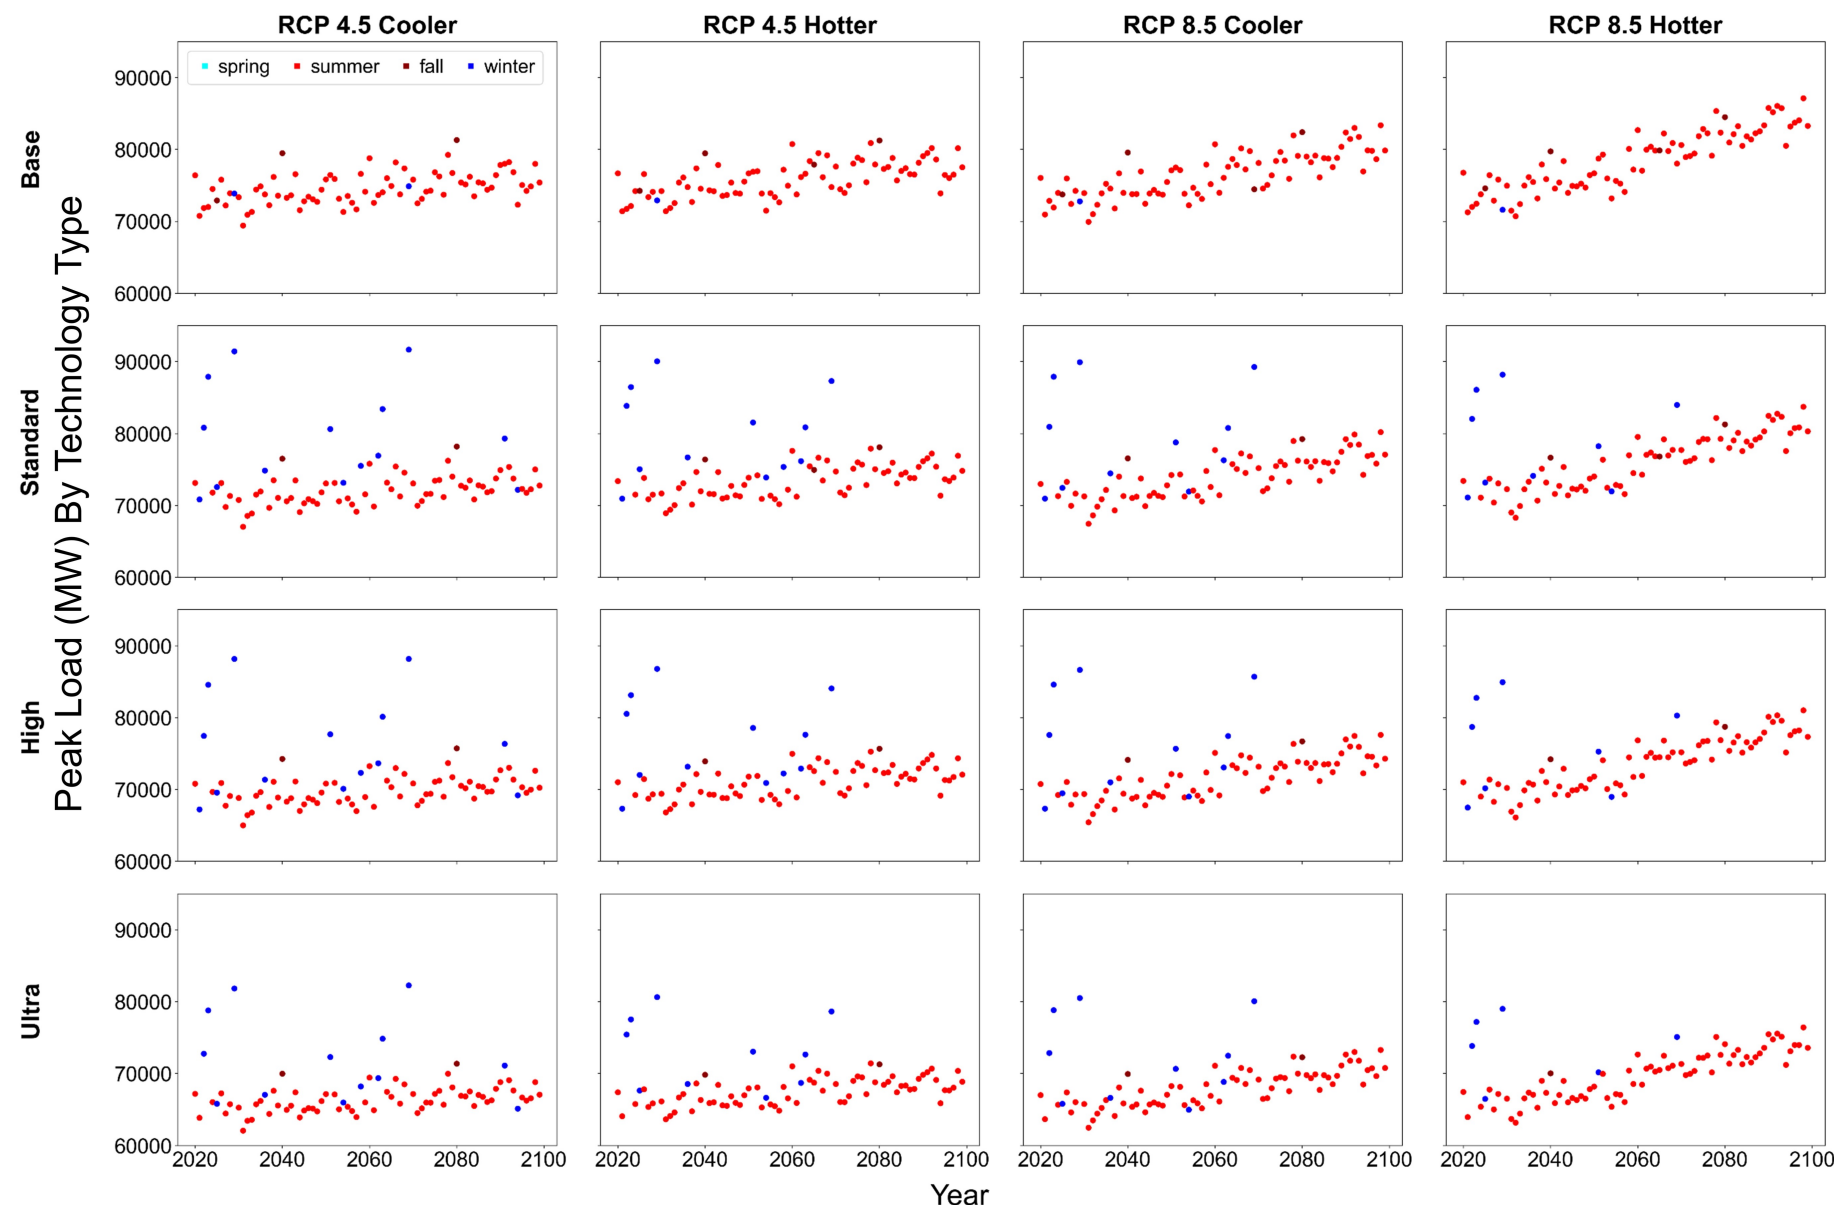 RCP 4.5 Cooler RCP 4.5 Hotter RCP 8.5 Cooler RCP 8.5 Hotter
spring summer fall winter
Peak Load (MW) By Technology Type
Base
90000
80000
70000
60000
Standard
90000
80000
70000
60000
High
90000
80000
70000
60000
Ultra
90000
80000
70000
60000
2020 2040 2060 2080 2100 2020 2040 2060 2080 2100 2020 2040 2060 2080 2100 2020 2040 2060 2080 2100
Year